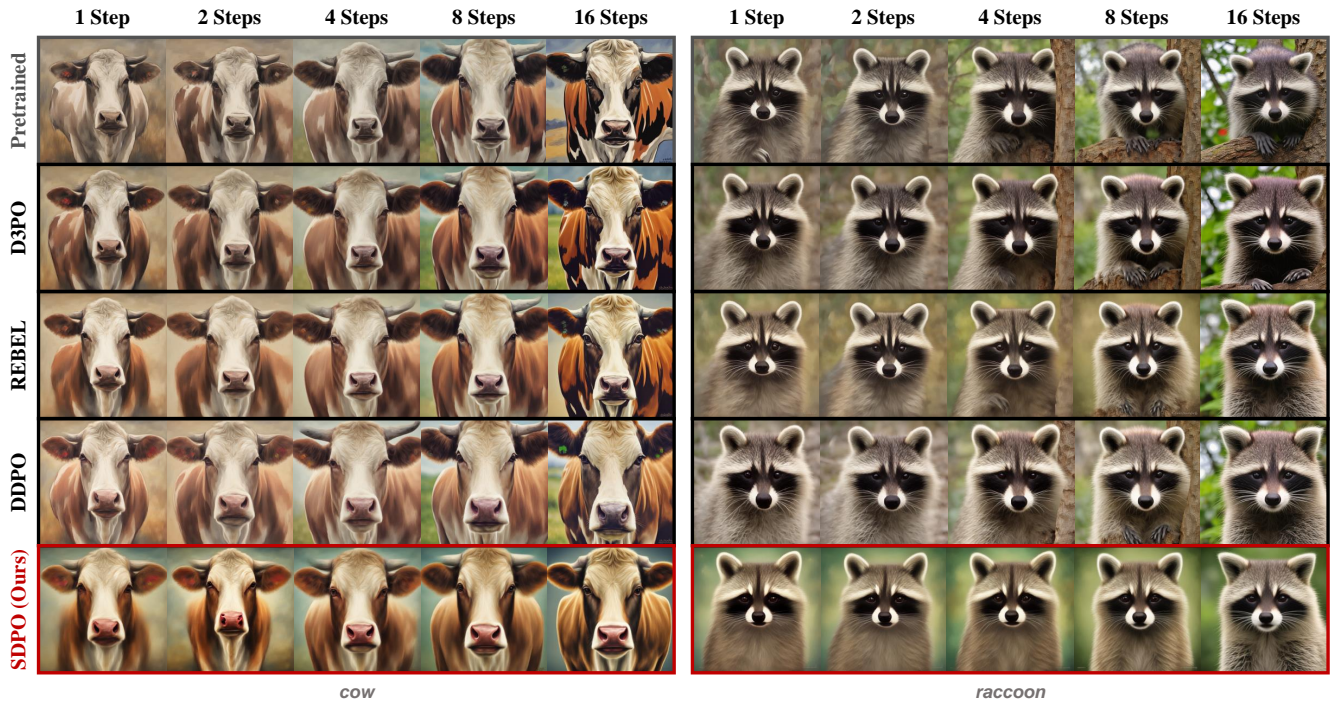 1 Step 2 Steps 4 Steps 8 Steps 16 Steps 1 Step 2 Steps 4 Steps 8 Steps 16 Steps
Pretrained
D3PO
REBEL
DDPO
SDPO (Ours)
cow raccoon